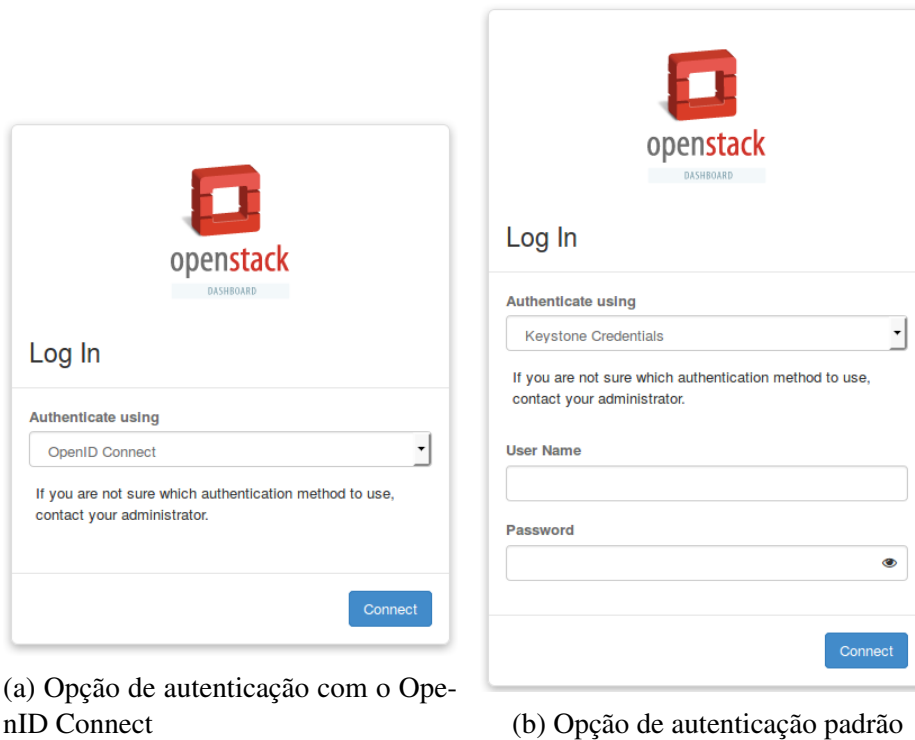 openstack
DASHBOARD
Log In
Authenticate using
OpenID Connect
If you are not sure which authentication method to use,
contact your administrator.
Connect
(a) Opção de autenticação com o Ope-
nID Connect
openstack
DASHBOARD
Log In
Authenticate using
Keystone Credentials
If you are not sure which authentication method to use,
contact your administrator.
User Name
Password
Connect
(b) Opção de autenticação padrão